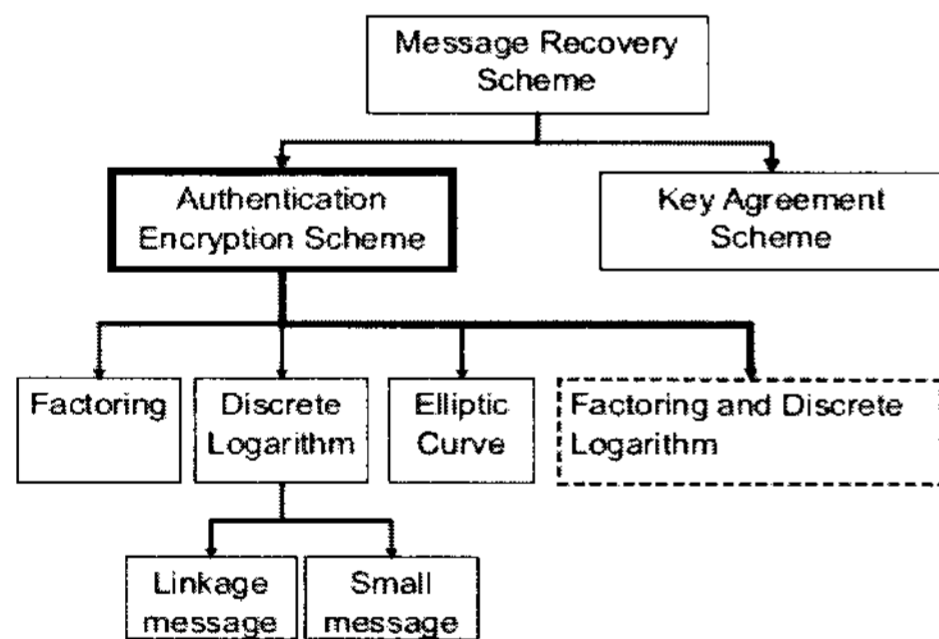 Message Recovery
Scheme
Authentication
Encryption Scheme
Key Agreement
Scheme
Factoring
Discrete
Logarithm
Elliptic
Curve
Factoring and Discrete
Logarithm
Linkage
message
Small
message